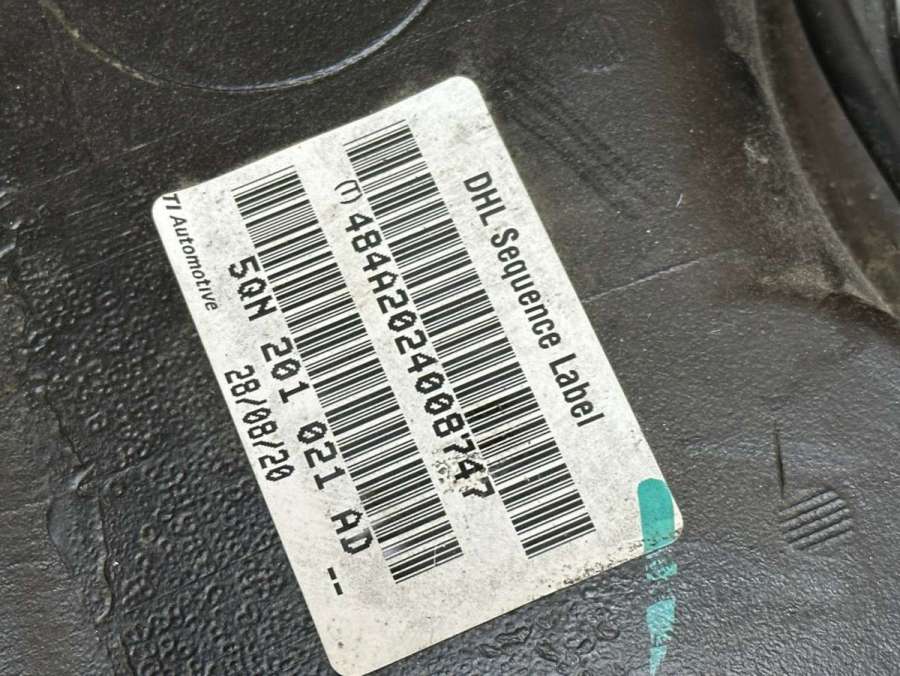 DHL Sequence Label
(T) 484A2024008747
5QN 201 021 AD --
28/08/20
TI Automotive